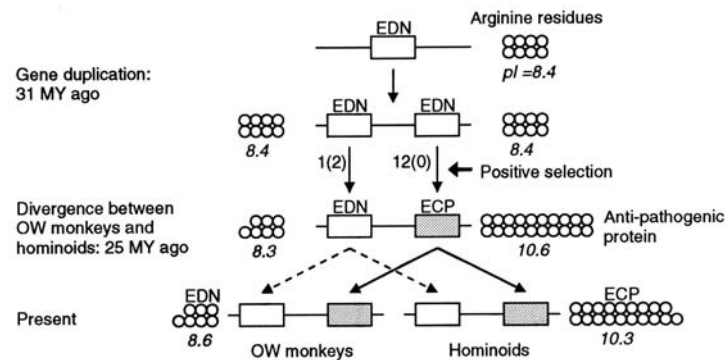 Arginine residues
EDN
pI =8.4
Gene duplication:
31 MY ago
EDN EDN
8.4 8.4
1(2) 12(0)
Positive selection
Divergence between
OW monkeys and
hominoids: 25 MY ago
EDN ECP
Anti-pathogenic
protein
8.3 10.6
EDN ECP
Present
8.6 10.3
OW monkeys Hominoids